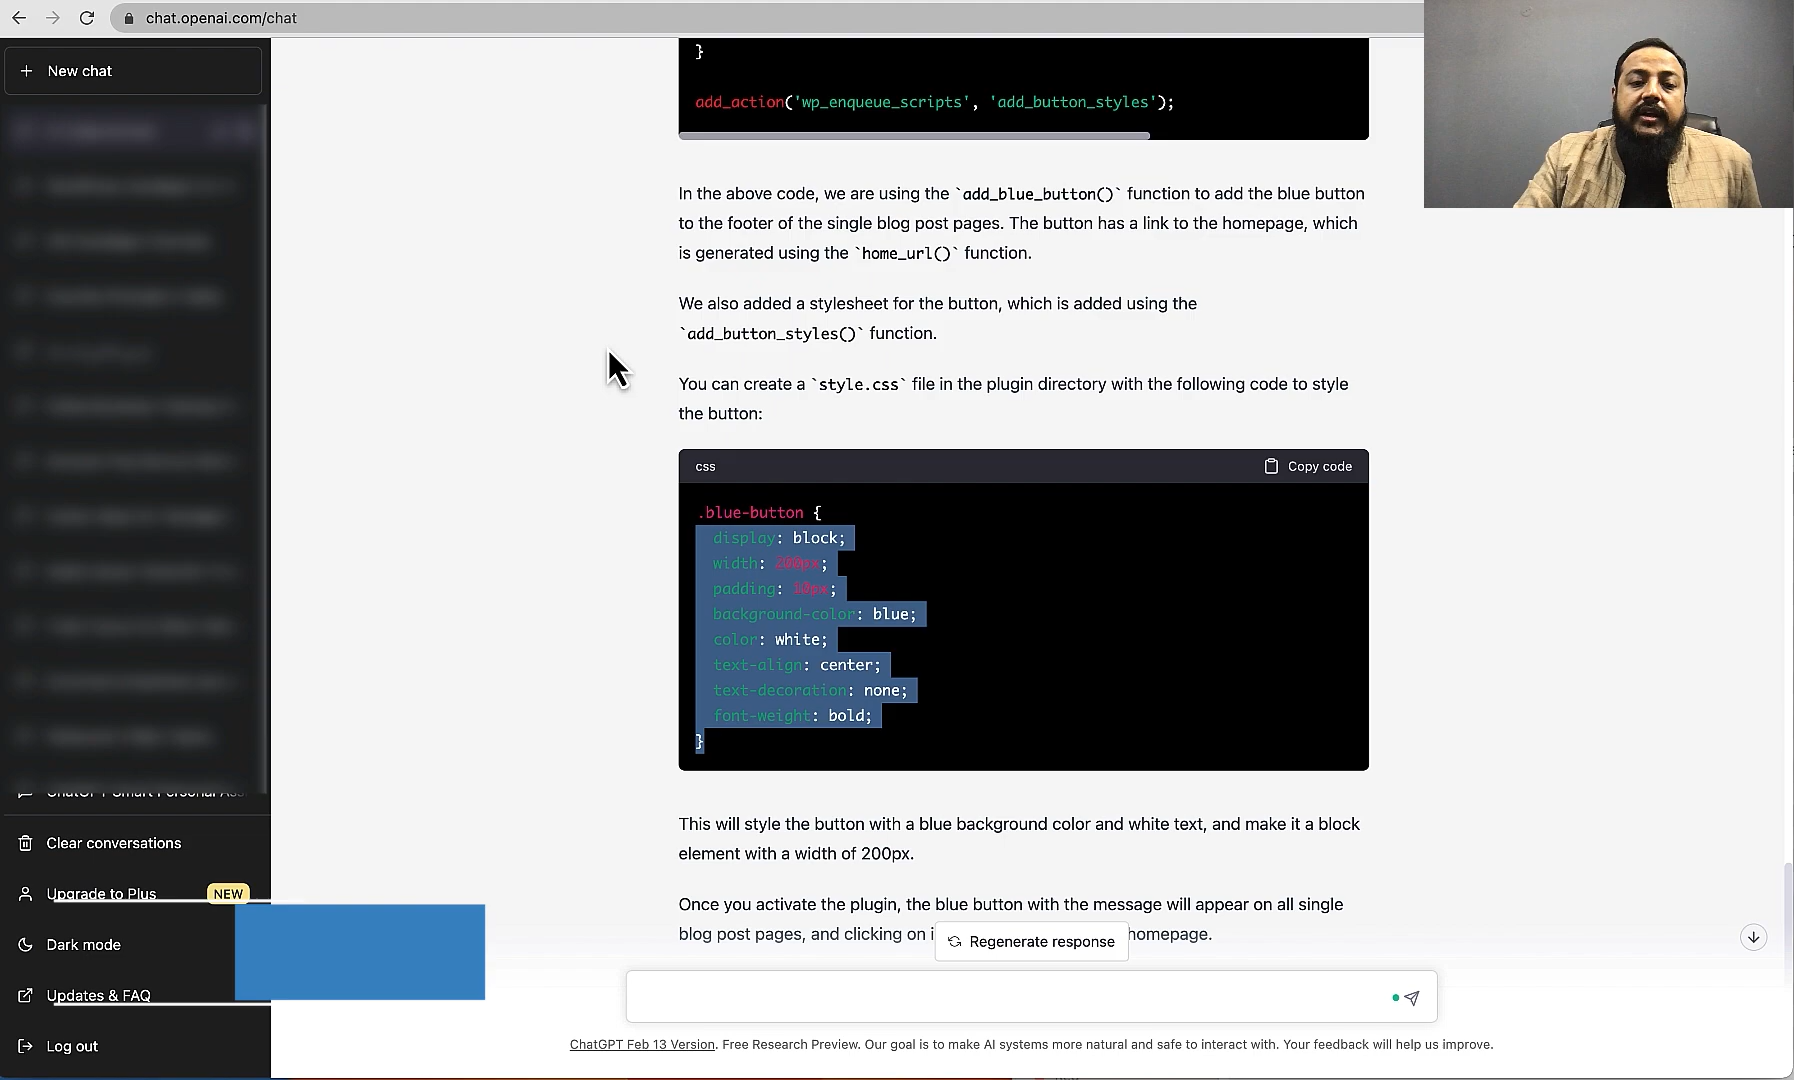 chat.openai.com/chat
New chat
Clear conversations
Upgrade to Plus
NEW
Dark mode
Updates & FAQ
Log out
}
add_action('wp_enqueue_scripts', 'add_button_styles');
In the above code, we are using the `add_blue_button()` function to add the blue button
to the footer of the single blog post pages. The button has a link to the homepage, which
is generated using the `home_url()` function.
We also added a stylesheet for the button, which is added using the
`add_button_styles()` function.
You can create a `style.css` file in the plugin directory with the following code to style
the button:
css
Copy code
.blue-button {
display: block;
width: 200px;
padding: 10px;
background-color: blue;
color: white;
text-align: center;
text-decoration: none;
font-weight: bold;
}
This will style the button with a blue background color and white text, and make it a block
element with a width of 200px.
Once you activate the plugin, the blue button with the message will appear on all single
blog post pages, and clicking on homepage.
Regenerate response
ChatGPT Feb 13 Version. Free Research Preview. Our goal is to make AI systems more natural and safe to interact with. Your feedback will help us improve.